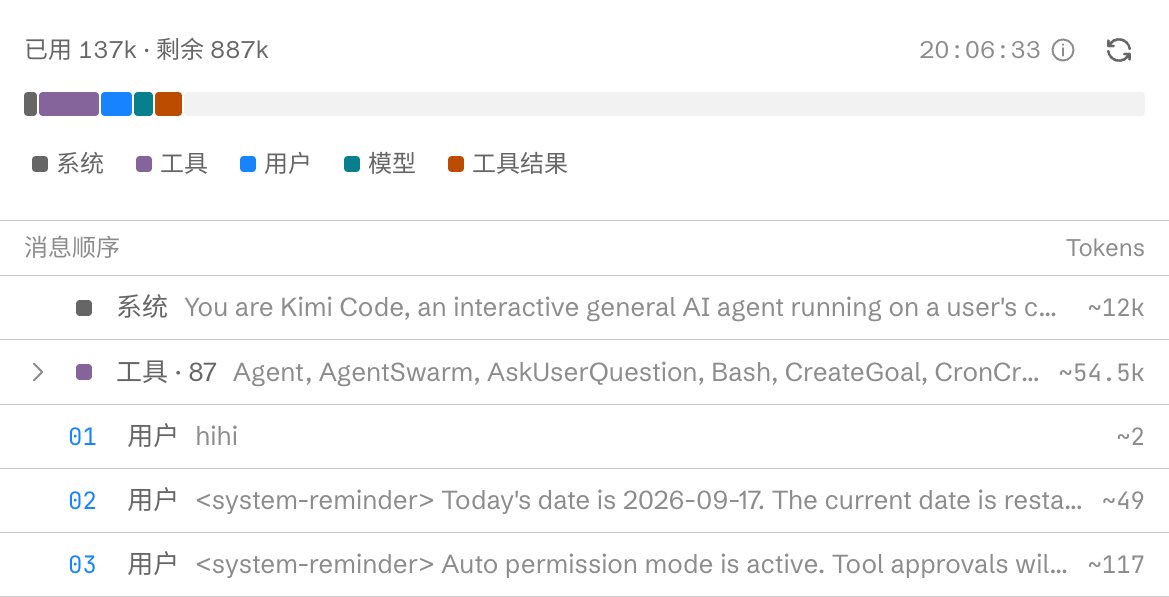 已用 137k · 剩余 887k
20:06:33
系统 工具 用户 模型 工具结果
消息顺序 Tokens
系统 You are Kimi Code, an interactive general AI agent running on a user's c... ~12k
工具 · 87 Agent, AgentSwarm, AskUserQuestion, Bash, CreateGoal, CronCr... ~54.5k
01 用户 hihi ~2
02 用户 <system-reminder> Today's date is 2026-09-17. The current date is resta... ~49
03 用户 <system-reminder> Auto permission mode is active. Tool approvals wil... ~117